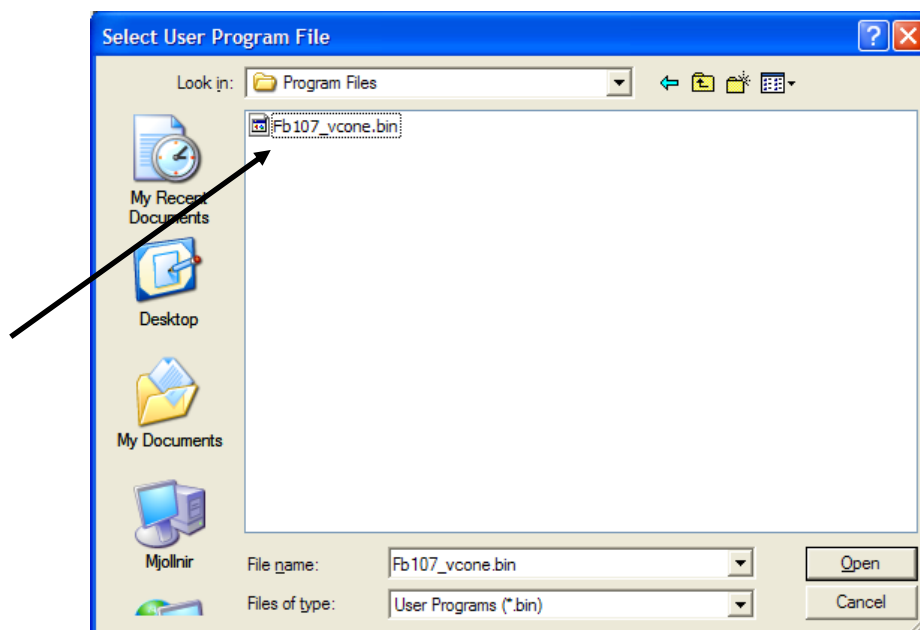 Select User Program File
Look in: Program Files
Fb107_vcone.bin
My Recent
Documents
Desktop
My Documents
Mjollnir
File name: Fb107_vcone.bin Open
Files of type: User Programs (*.bin) Cancel